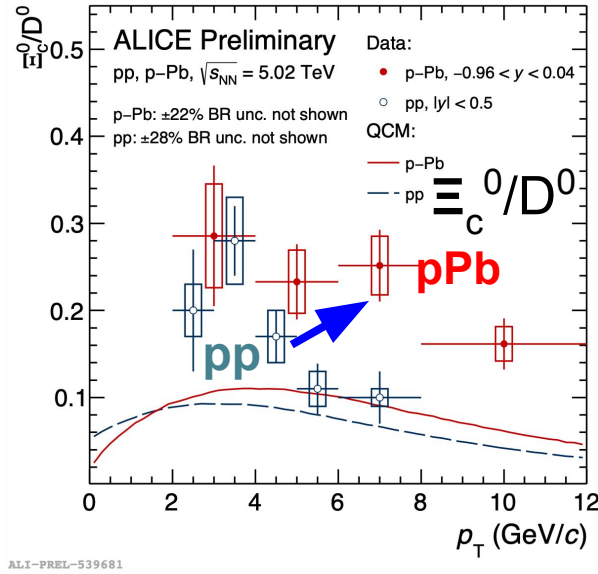 Ξc0/D0
ALICE Preliminary
pp, p–Pb, √sNN = 5.02 TeV
p–Pb: ±22% BR unc. not shown
pp: ±28% BR unc. not shown
Data:
p–Pb, -0.96 < y < 0.04
pp, |y| < 0.5
QCM:
p–Pb
pp
Ξc0/D0
pPb
pp
0.5
0.4
0.3
0.2
0.1
0 2 4 6 8 10 12
pT (GeV/c)
ALI-PREL-539681